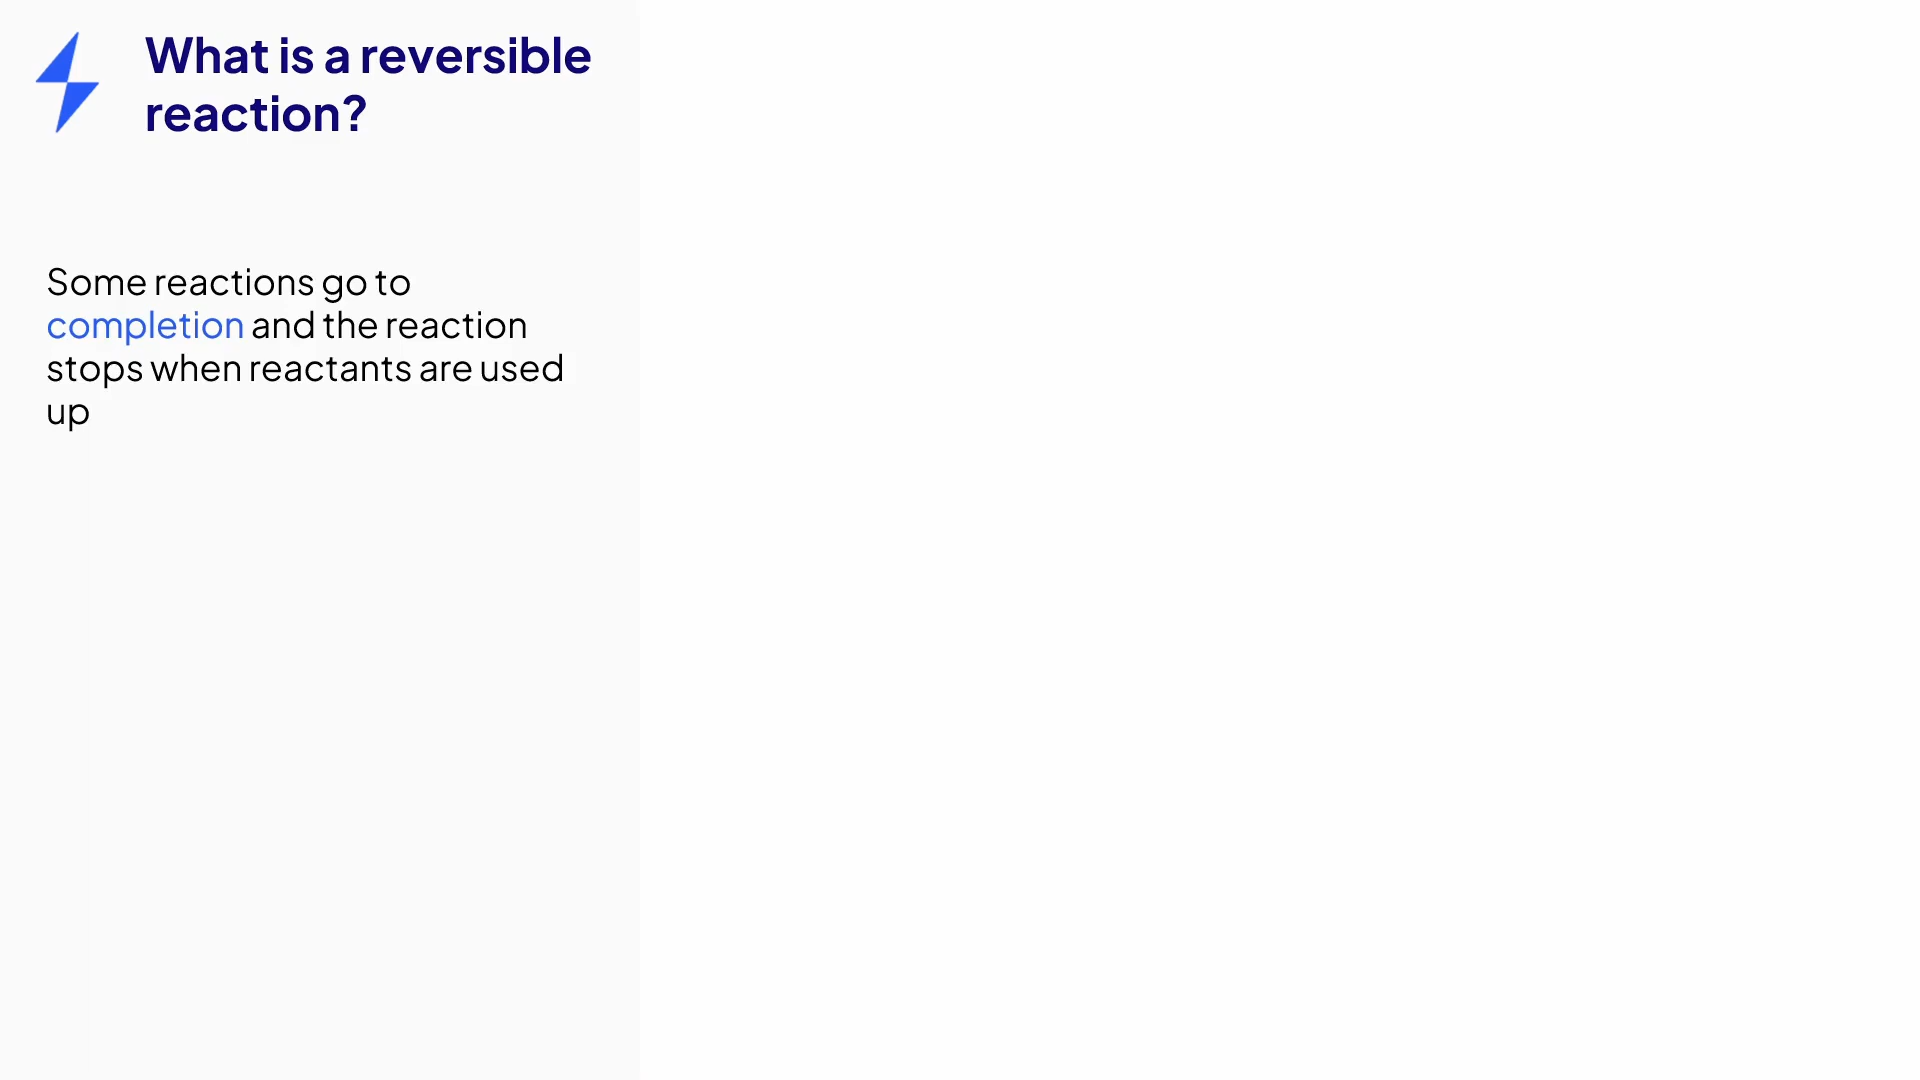 What is a reversible
reaction?
Some reactions go to
completion and the reaction
stops when reactants are used
up